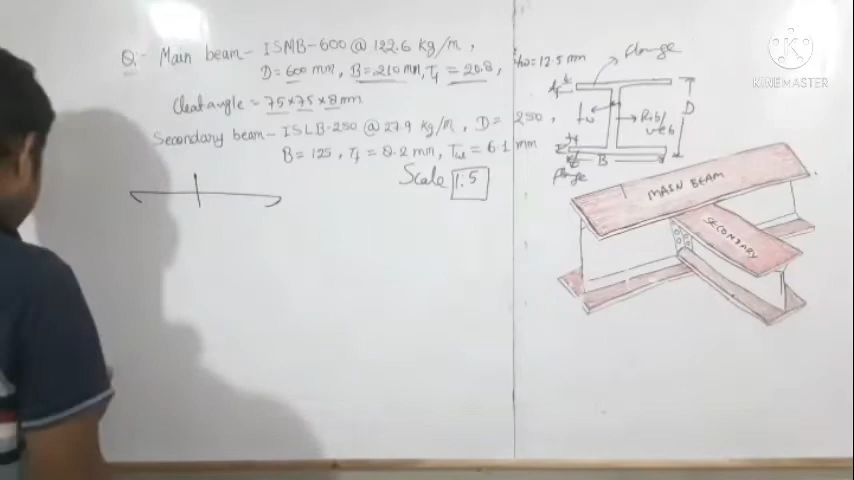 Q:- Main beam- ISMB-600 @ 122.6 kg/m,
D= 600 mm, B=210 mm, Tf = 20.8, tw=12.5 mm
Cleat angle = 75×75×8mm
Secondary beam- ISLB-250 @ 27.9 kg/m, D= 250,
B= 125, Tf = 8.2 mm, Tw = 6.1 mm
Scale 1:5
flange
tf
tw
Rib/
web
D
tf
B
flange
MAIN BEAM
SECONDARY
KINEMASTER